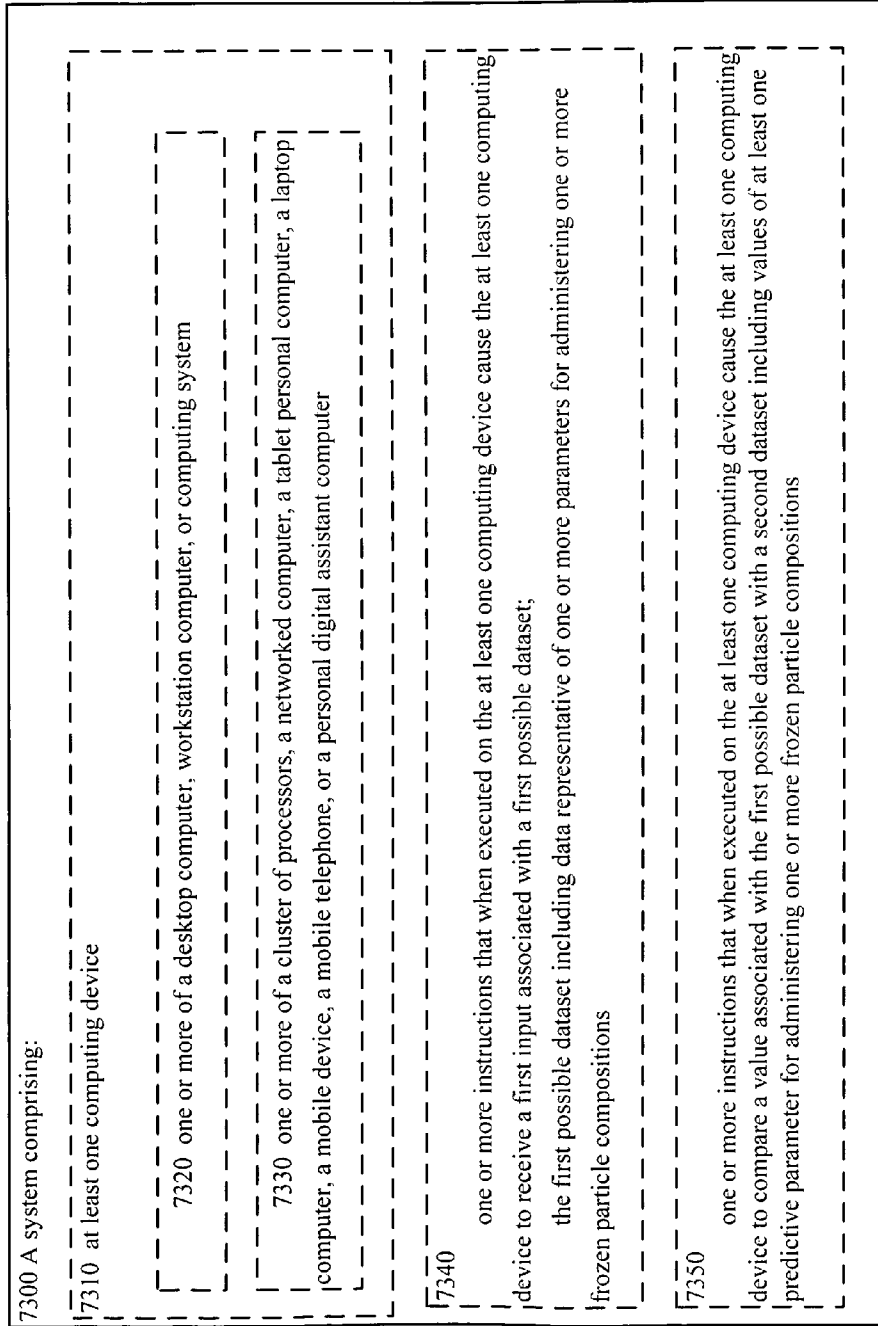 7300 A system comprising:
7310 at least one computing device
7320 one or more of a desktop computer, workstation computer, or computing system
7330 one or more of a cluster of processors, a networked computer, a tablet personal computer, a laptop
computer, a mobile device, a mobile telephone, or a personal digital assistant computer
7340
one or more instructions that when executed on the at least one computing device cause the at least one computing
device to receive a first input associated with a first possible dataset;
the first possible dataset including data representative of one or more parameters for administering one or more
frozen particle compositions
7350
one or more instructions that when executed on the at least one computing device cause the at least one computing
device to compare a value associated with the first possible dataset with a second dataset including values of at least one
predictive parameter for administering one or more frozen particle compositions